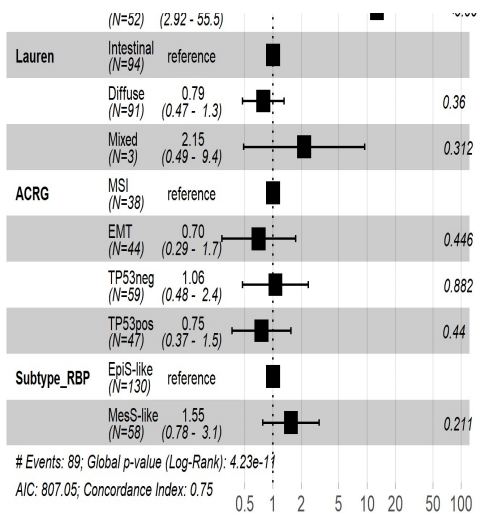 (N=52) (2.92 - 55.5)
Lauren Intestinal (N=94) reference
Diffuse (N=91) 0.79 (0.47 - 1.3) 0.36
Mixed (N=3) 2.15 (0.49 - 9.4) 0.312
ACRG MSI (N=38) reference
EMT (N=44) 0.70 (0.29 - 1.7) 0.446
TP53neg (N=59) 1.06 (0.48 - 2.4) 0.882
TP53pos (N=47) 0.75 (0.37 - 1.5) 0.44
Subtype_RBP EpiS-like (N=130) reference
MesS-like (N=58) 1.55 (0.78 - 3.1) 0.211
# Events: 89; Global p-value (Log-Rank): 4.23e-11
AIC: 807.05; Concordance Index: 0.75
0.5 1 2 5 10 20 50 100